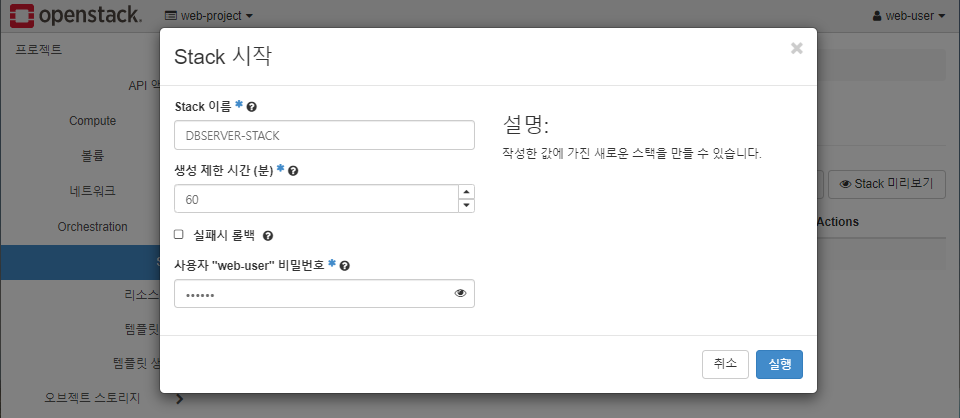 openstack.
web-project
web-user
프로젝트
API 액
Compute
볼륨
네트워크
Orchestration
리소스
템플릿
템플릿 생
오브젝트 스토리지
Stack 시작
Stack 이름 *
DBSERVER-STACK
생성 제한 시간 (분) *
60
실패시 롤백
사용자 "web-user" 비밀번호 *
••••••
설명:
작성한 값에 가진 새로운 스택을 만들 수 있습니다.
취소
실행
Stack 미리보기
Actions